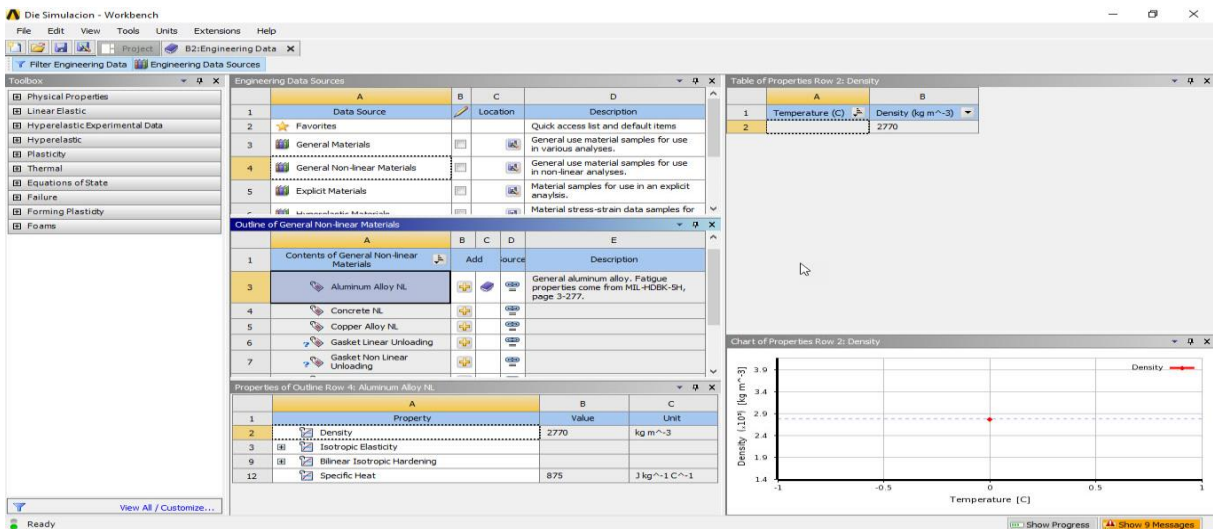 Die Simulacion - Workbench
File Edit View Tools Units Extensions Help
Project B2:Engineering Data
Filter Engineering Data Engineering Data Sources
Toolbox
Physical Properties
Linear Elastic
Hyperelastic Experimental Data
Hyperelastic
Plasticity
Thermal
Equations of State
Failure
Forming Plasticity
Foams
View All / Customize...
Engineering Data Sources
A B C D
1 Data Source Location Description
2 Favorites Quick access list and default items
3 General Materials General use material samples for use in various analyses.
4 General Non-linear Materials General use material samples for use in non-linear analyses.
5 Explicit Materials Material samples for use in an explicit anaylsis.
Hyperelastic Materials Material stress-strain data samples for
Outline of General Non-linear Materials
A B C D E
1 Contents of General Non-linear Materials Add ource Description
3 Aluminum Alloy NL General aluminum alloy. Fatigue properties come from MIL-HDBK-5H, page 3-277.
4 Concrete NL
5 Copper Alloy NL
6 Gasket Linear Unloading
7 Gasket Non Linear Unloading
Properties of Outline Row 4: Aluminum Alloy NL
A B C
1 Property Value Unit
2 Density 2770 kg m^-3
3 Isotropic Elasticity
9 Bilinear Isotropic Hardening
12 Specific Heat 875 J kg^-1 C^-1
Table of Properties Row 2: Density
A B
1 Temperature (C) Density (kg m^-3)
2 2770
Chart of Properties Row 2: Density
Density
3.9
3.4
2.9
2.4
1.9
1.4
-1 -0.5 0 0.5 1
Temperature [C]
Ready
Show Progress Show 9 Messages